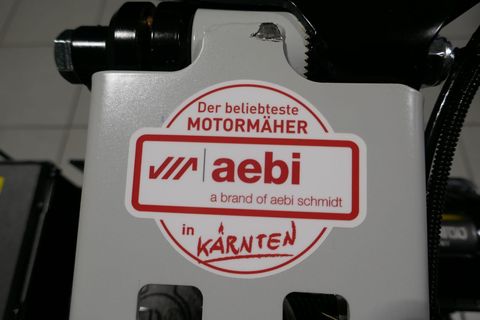 Der beliebteste
MOTORMÄHER
aebi
a brand of aebi schmidt
in
KÄRNTEN